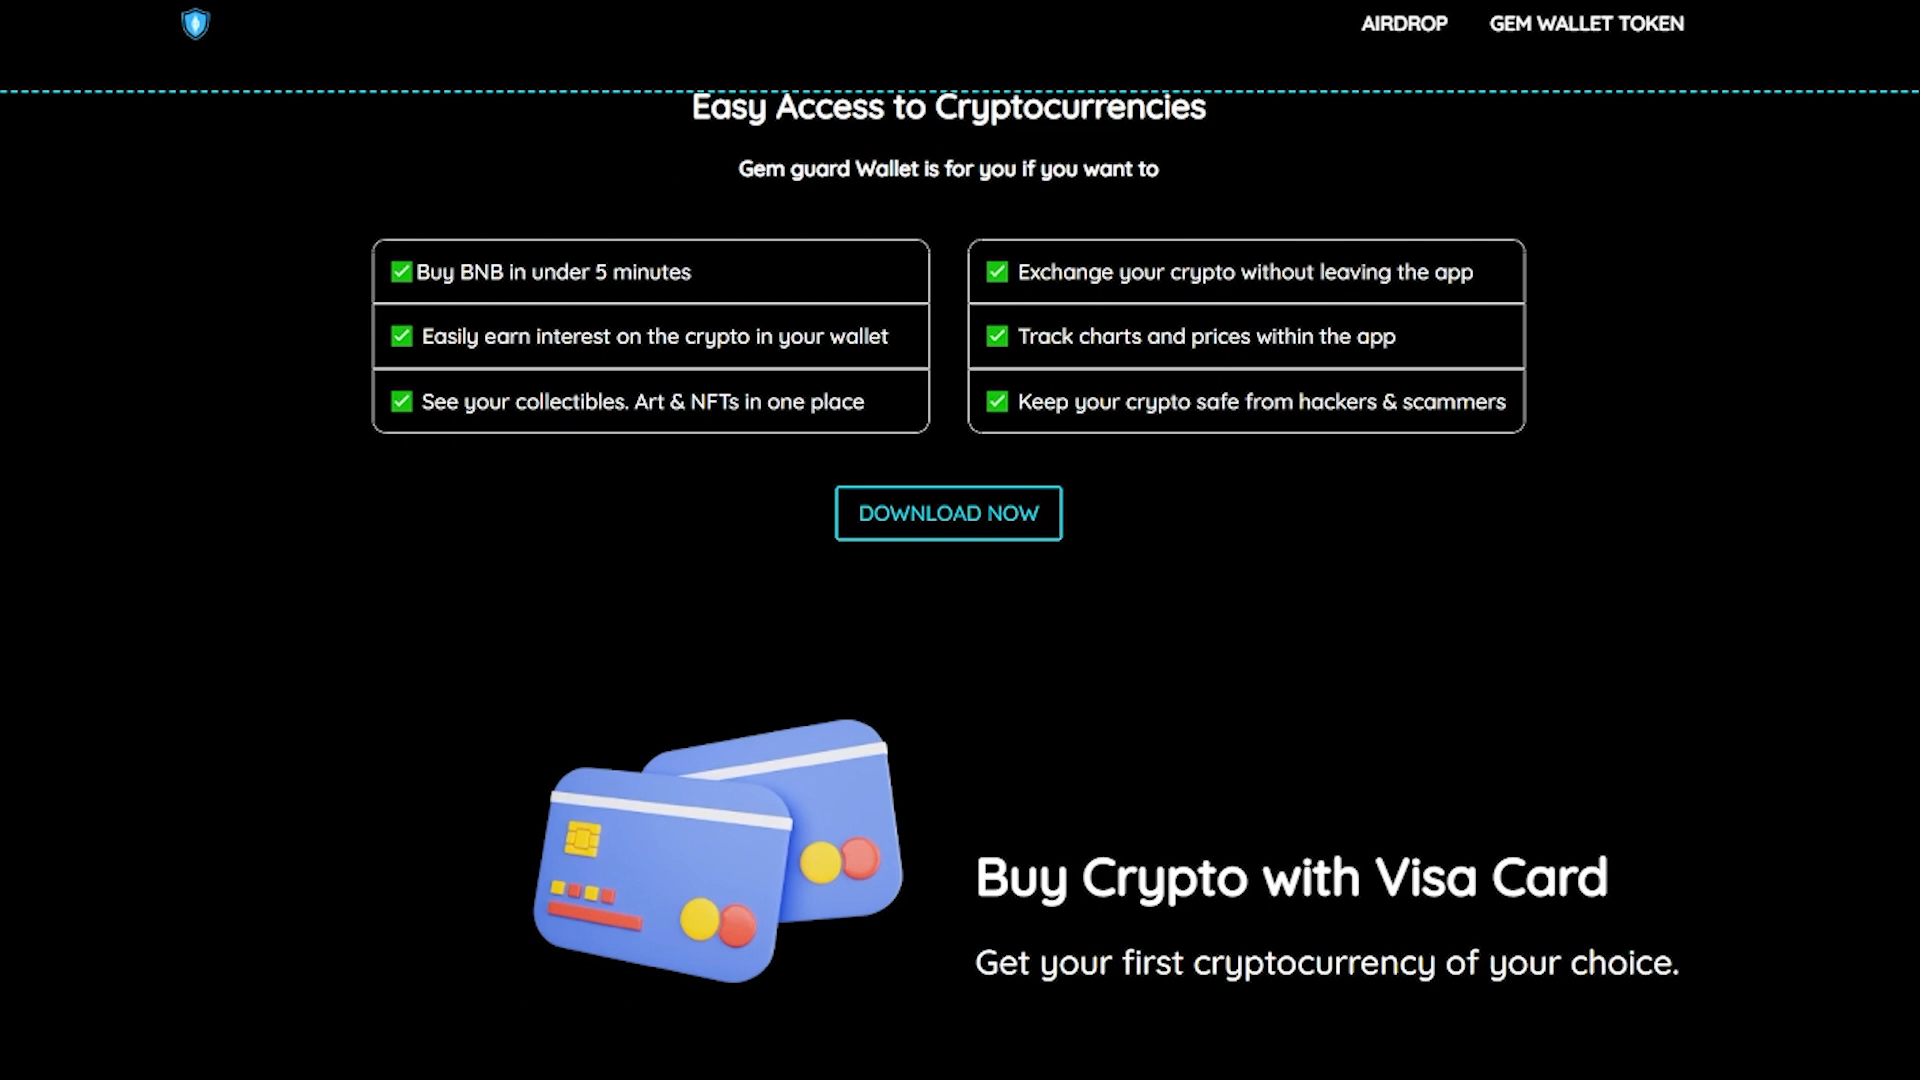 AIRDROP GEM WALLET TOKEN
Easy Access to Cryptocurrencies
Gem guard Wallet is for you if you want to
Buy BNB in under 5 minutes
Easily earn interest on the crypto in your wallet
See your collectibles. Art & NFTs in one place
Exchange your crypto without leaving the app
Track charts and prices within the app
Keep your crypto safe from hackers & scammers
DOWNLOAD NOW
Buy Crypto with Visa Card
Get your first cryptocurrency of your choice.